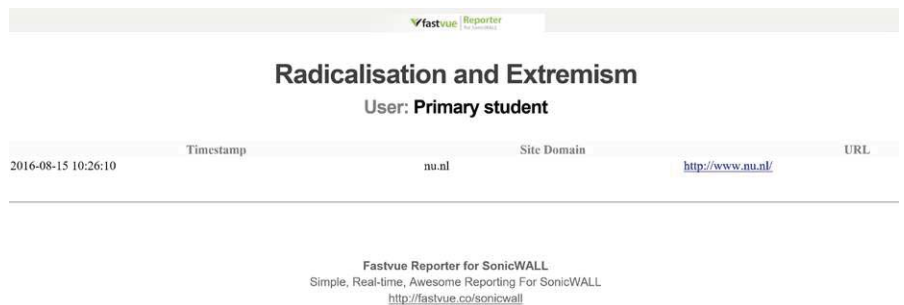 fastvue Reporter
for SonicWALL
Radicalisation and Extremism
User: Primary student
Timestamp Site Domain URL
2016-08-15 10:26:10 nu.nl http://www.nu.nl/
Fastvue Reporter for SonicWALL
Simple, Real-time, Awesome Reporting For SonicWALL
http://fastvue.co/sonicwall